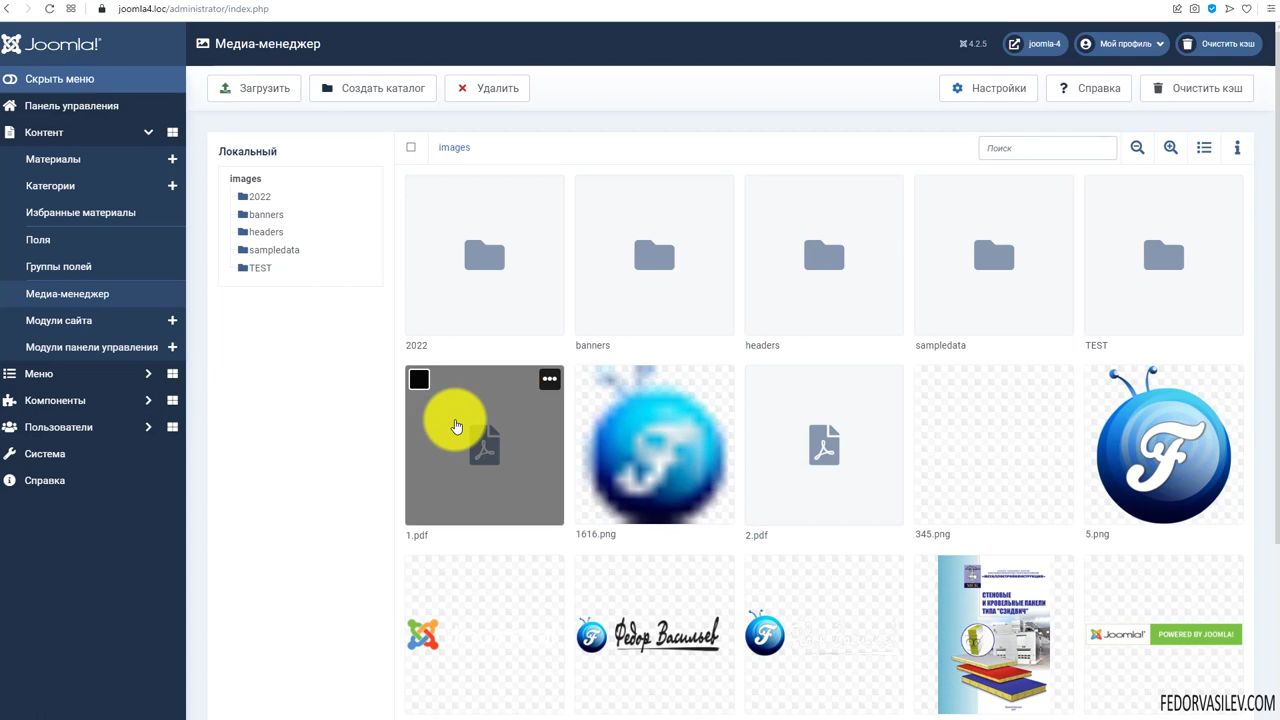 joomla4.loc/administrator/index.php
Joomla!®
Медиа-менеджер
4.2.5
joomla-4
Мой профиль
Очистить кэш
Скрыть меню
Загрузить
Создать каталог
Удалить
Настройки
Справка
Очистить кэш
Панель управления
Контент
Материалы
Категории
Избранные материалы
Поля
Группы полей
Медиа-менеджер
Модули сайта
Модули панели управления
Меню
Компоненты
Пользователи
Система
Справка
Локальный
images
2022
banners
headers
sampledata
TEST
images
Поиск
2022
banners
headers
sampledata
TEST
1.pdf
1616.png
2.pdf
345.png
5.png
Федор Васильев
СТЕНОВЫЕ
И КРОВЕЛЬНЫЕ ПАНЕЛИ
ТИПА "СЭНДВИЧ"
Joomla!
POWERED BY JOOMLA!
FEDORVASILEV.COM